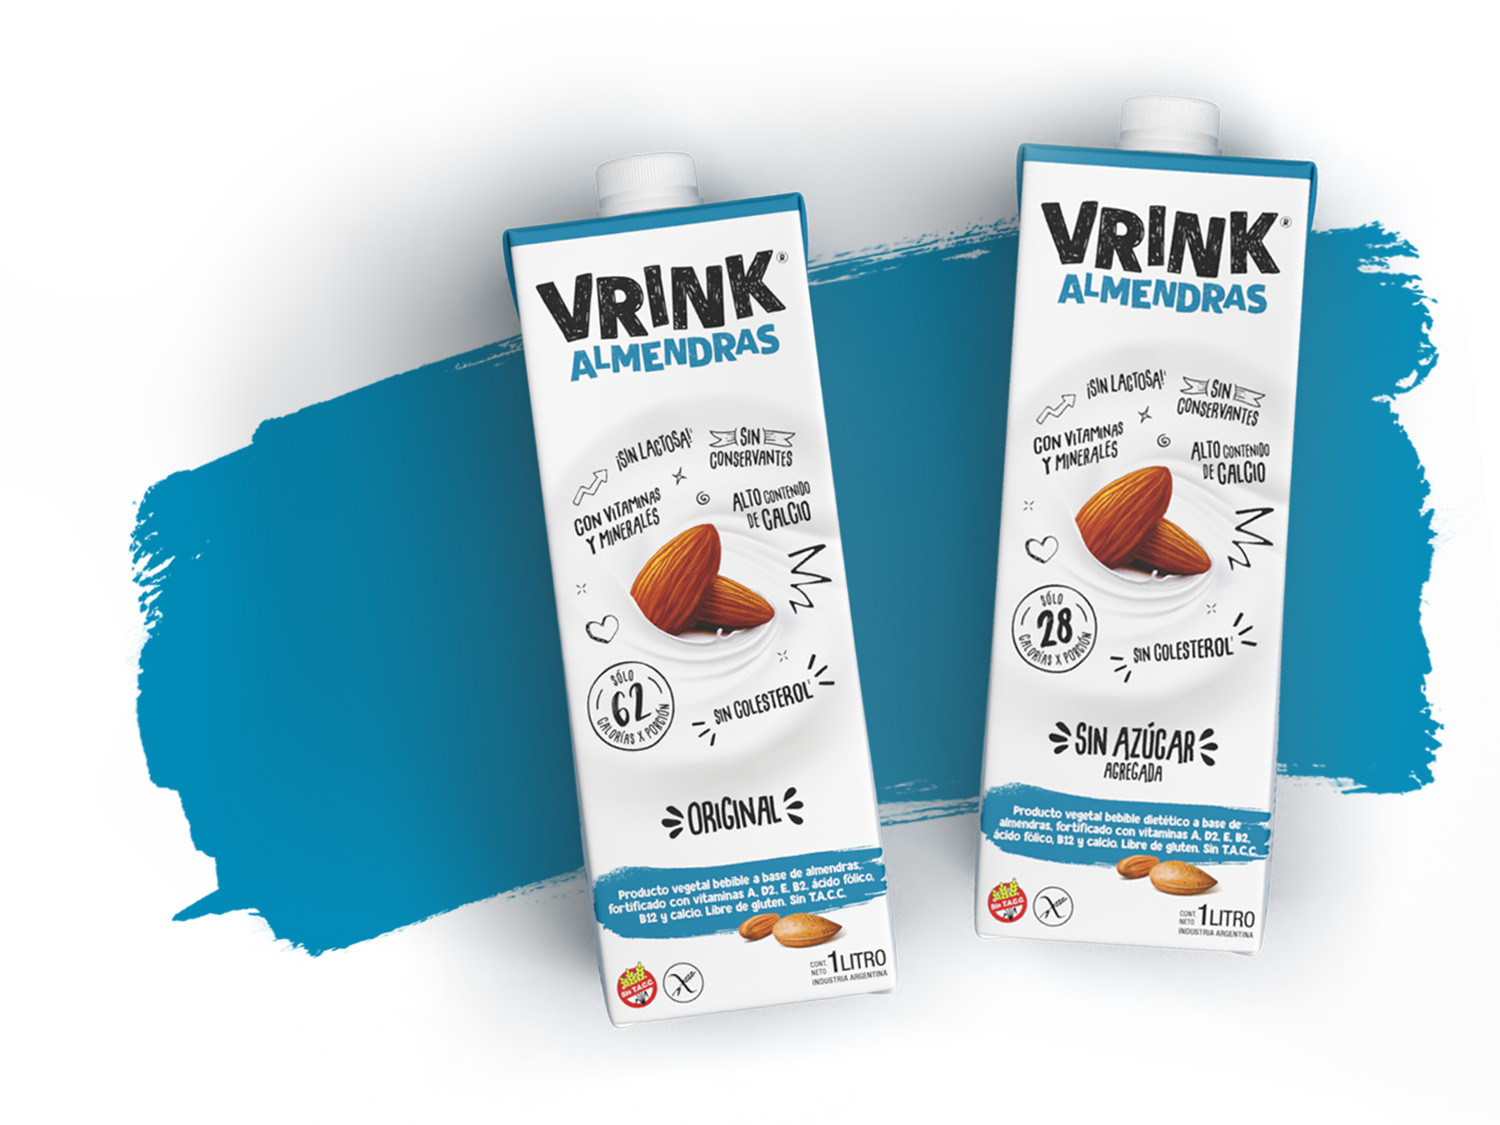 VRINK®
ALMENDRAS
¡SIN LACTOSA!
SIN
CONSERVANTES
CON VITAMINAS
Y MINERALES
ALTO CONTENIDO
DE CALCIO
SÓLO
62
CALORÍAS X PORCIÓN
SIN COLESTEROL
ORIGINAL
Producto vegetal bebible a base de almendras,
fortificado con vitaminas A, D2, E, B2, ácido fólico,
B12 y calcio. Libre de gluten. Sin T.A.C.C.
Sin T.A.C.C.
CONT.
NETO
1 LITRO
INDUSTRIA ARGENTINA
VRINK®
ALMENDRAS
¡SIN LACTOSA!
SIN
CONSERVANTES
CON VITAMINAS
Y MINERALES
ALTO CONTENIDO
DE CALCIO
SÓLO
28
CALORÍAS X PORCIÓN
SIN COLESTEROL
SIN AZÚCAR
AGREGADA
Producto vegetal bebible dietético a base de
almendras, fortificado con vitaminas A, D2, E, B2,
ácido fólico, B12 y calcio. Libre de gluten. Sin T.A.C.C.
Sin T.A.C.C.
CONT.
NETO
1 LITRO
INDUSTRIA ARGENTINA